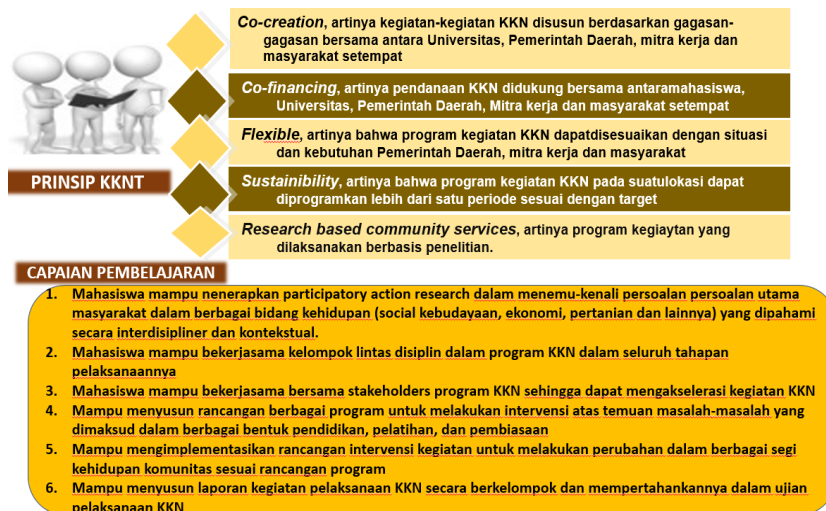 Co-creation, artinya kegiatan-kegiatan KKN disusun berdasarkan gagasan-
gagasan bersama antara Universitas, Pemerintah Daerah, mitra kerja dan
masyarakat setempat
Co-financing, artinya pendanaan KKN didukung bersama antaramahasiswa,
Universitas, Pemerintah Daerah, Mitra kerja dan masyarakat setempat
Flexible, artinya bahwa program kegiatan KKN dapatdisesuaikan dengan situasi
dan kebutuhan Pemerintah Daerah, mitra kerja dan masyarakat
PRINSIP KKNT
Sustainibility, artinya bahwa program kegiatan KKN pada suatulokasi dapat
diprogramkan lebih dari satu periode sesuai dengan target
Research based community services, artinya program kegiaytan yang
dilaksanakan berbasis penelitian.
CAPAIAN PEMBELAJARAN
1. Mahasiswa mampu nenerapkan participatory action research dalam menemu-kenali persoalan persoalan utama
masyarakat dalam berbagai bidang kehidupan (social kebudayaan, ekonomi, pertanian dan lainnya) yang dipahami
secara interdisipliner dan kontekstual.
2. Mahasiswa mampu bekerjasama kelompok lintas disiplin dalam program KKN dalam seluruh tahapan
pelaksanaannya
3. Mahasiswa mampu bekerjasama bersama stakeholders program KKN sehingga dapat mengakselerasi kegiatan KKN
4. Mampu menyusun rancangan berbagai program untuk melakukan intervensi atas temuan masalah-masalah yang
dimaksud dalam berbagai bentuk pendidikan, pelatihan, dan pembiasaan
5. Mampu mengimplementasikan rancangan intervensi kegiatan untuk melakukan perubahan dalam berbagai segi
kehidupan komunitas sesuai rancangan program
6. Mampu menyusun laporan kegiatan pelaksanaan KKN secara berkelompok dan mempertahankannya dalam ujian
pelaksanaan KKN